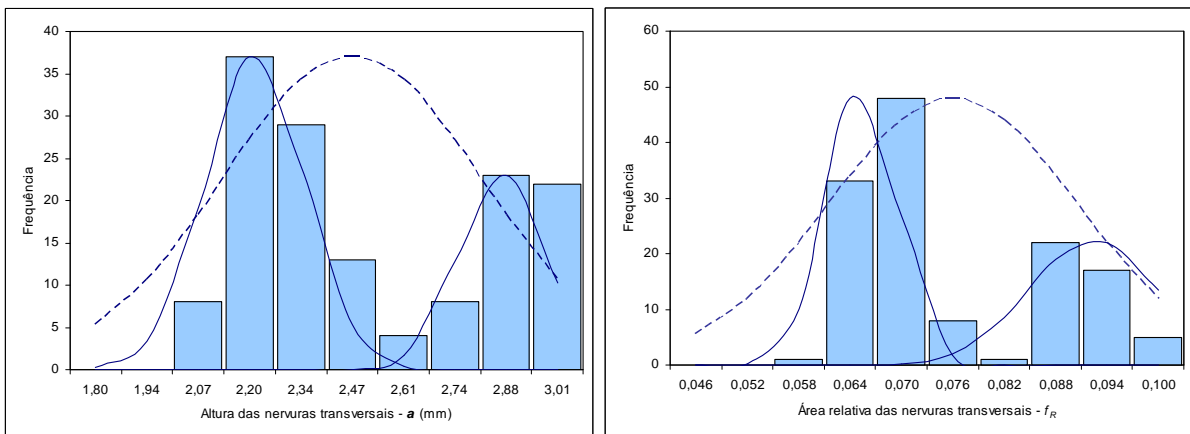 40
35
30
25
20
15
10
5
0
Frequência
1,80 1,94 2,07 2,20 2,34 2,47 2,61 2,74 2,88 3,01
Altura das nervuras transversais - a (mm)
60
50
40
30
20
10
0
Frequência
0,046 0,052 0,058 0,064 0,070 0,076 0,082 0,088 0,094 0,100
Área relativa das nervuras transversais - f R